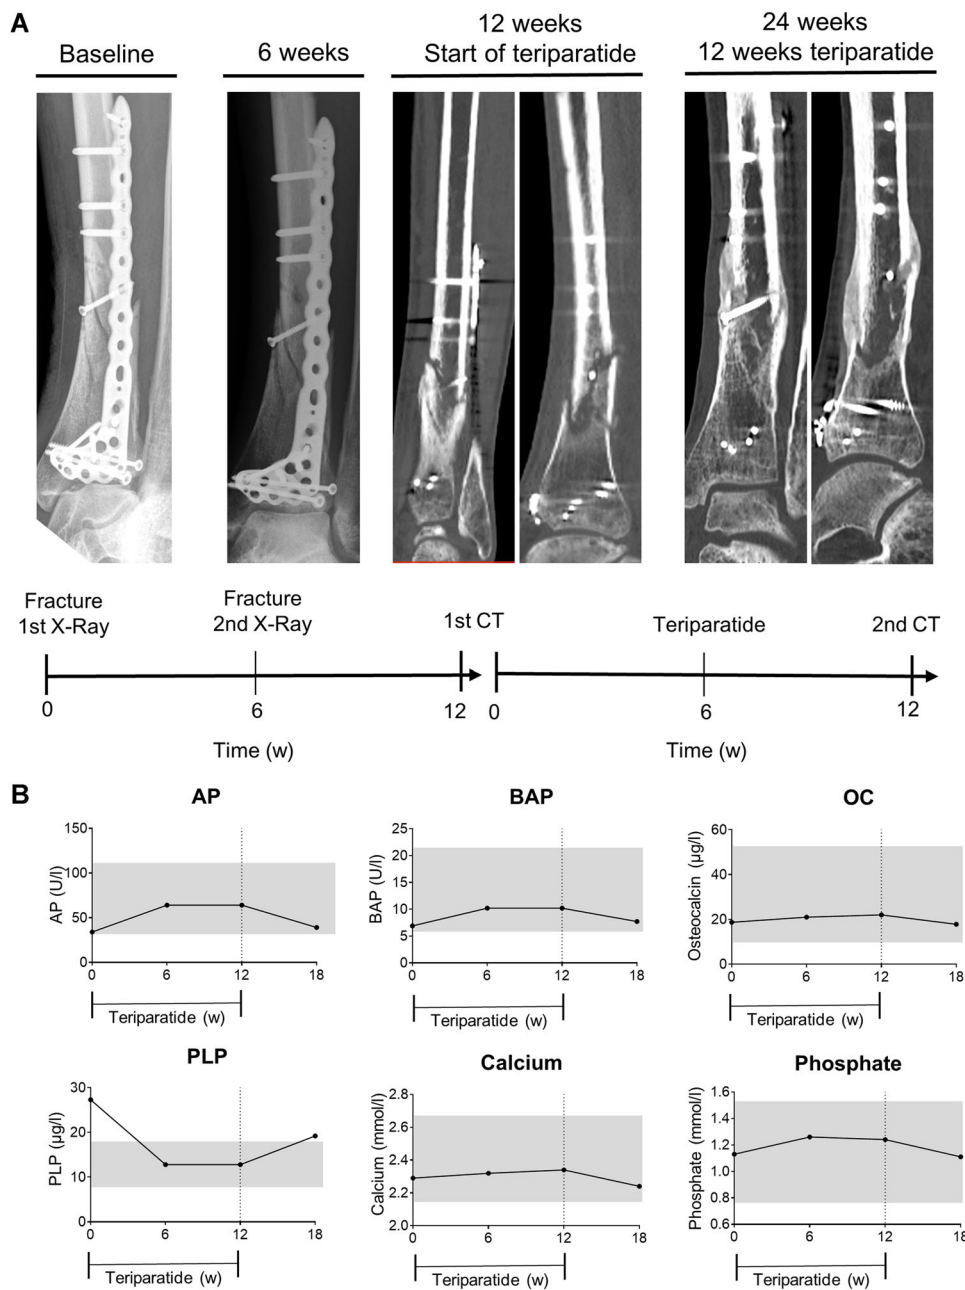 A
Baseline
6 weeks
12 weeks
Start of teriparatide
24 weeks
12 weeks teriparatide
Fracture
1st X-Ray
Fracture
2nd X-Ray
1st CT
Teriparatide
2nd CT
0
6
12
0
6
12
Time (w)
Time (w)
B
AP
AP (U/l)
150
100
50
0
0
6
12
18
Teriparatide (w)
BAP
BAP (U/l)
25
20
15
10
5
0
0
6
12
18
Teriparatide (w)
OC
Osteocalcin (µg/l)
60
40
20
0
0
6
12
18
Teriparatide (w)
PLP
PLP (µg/l)
30
20
10
0
0
6
12
18
Teriparatide (w)
Calcium
Calcium (mmol/l)
2.8
2.6
2.4
2.2
2.0
0
6
12
18
Teriparatide (w)
Phosphate
Phosphate (mmol/l)
1.6
1.4
1.2
1.0
0.8
0.6
0
6
12
18
Teriparatide (w)